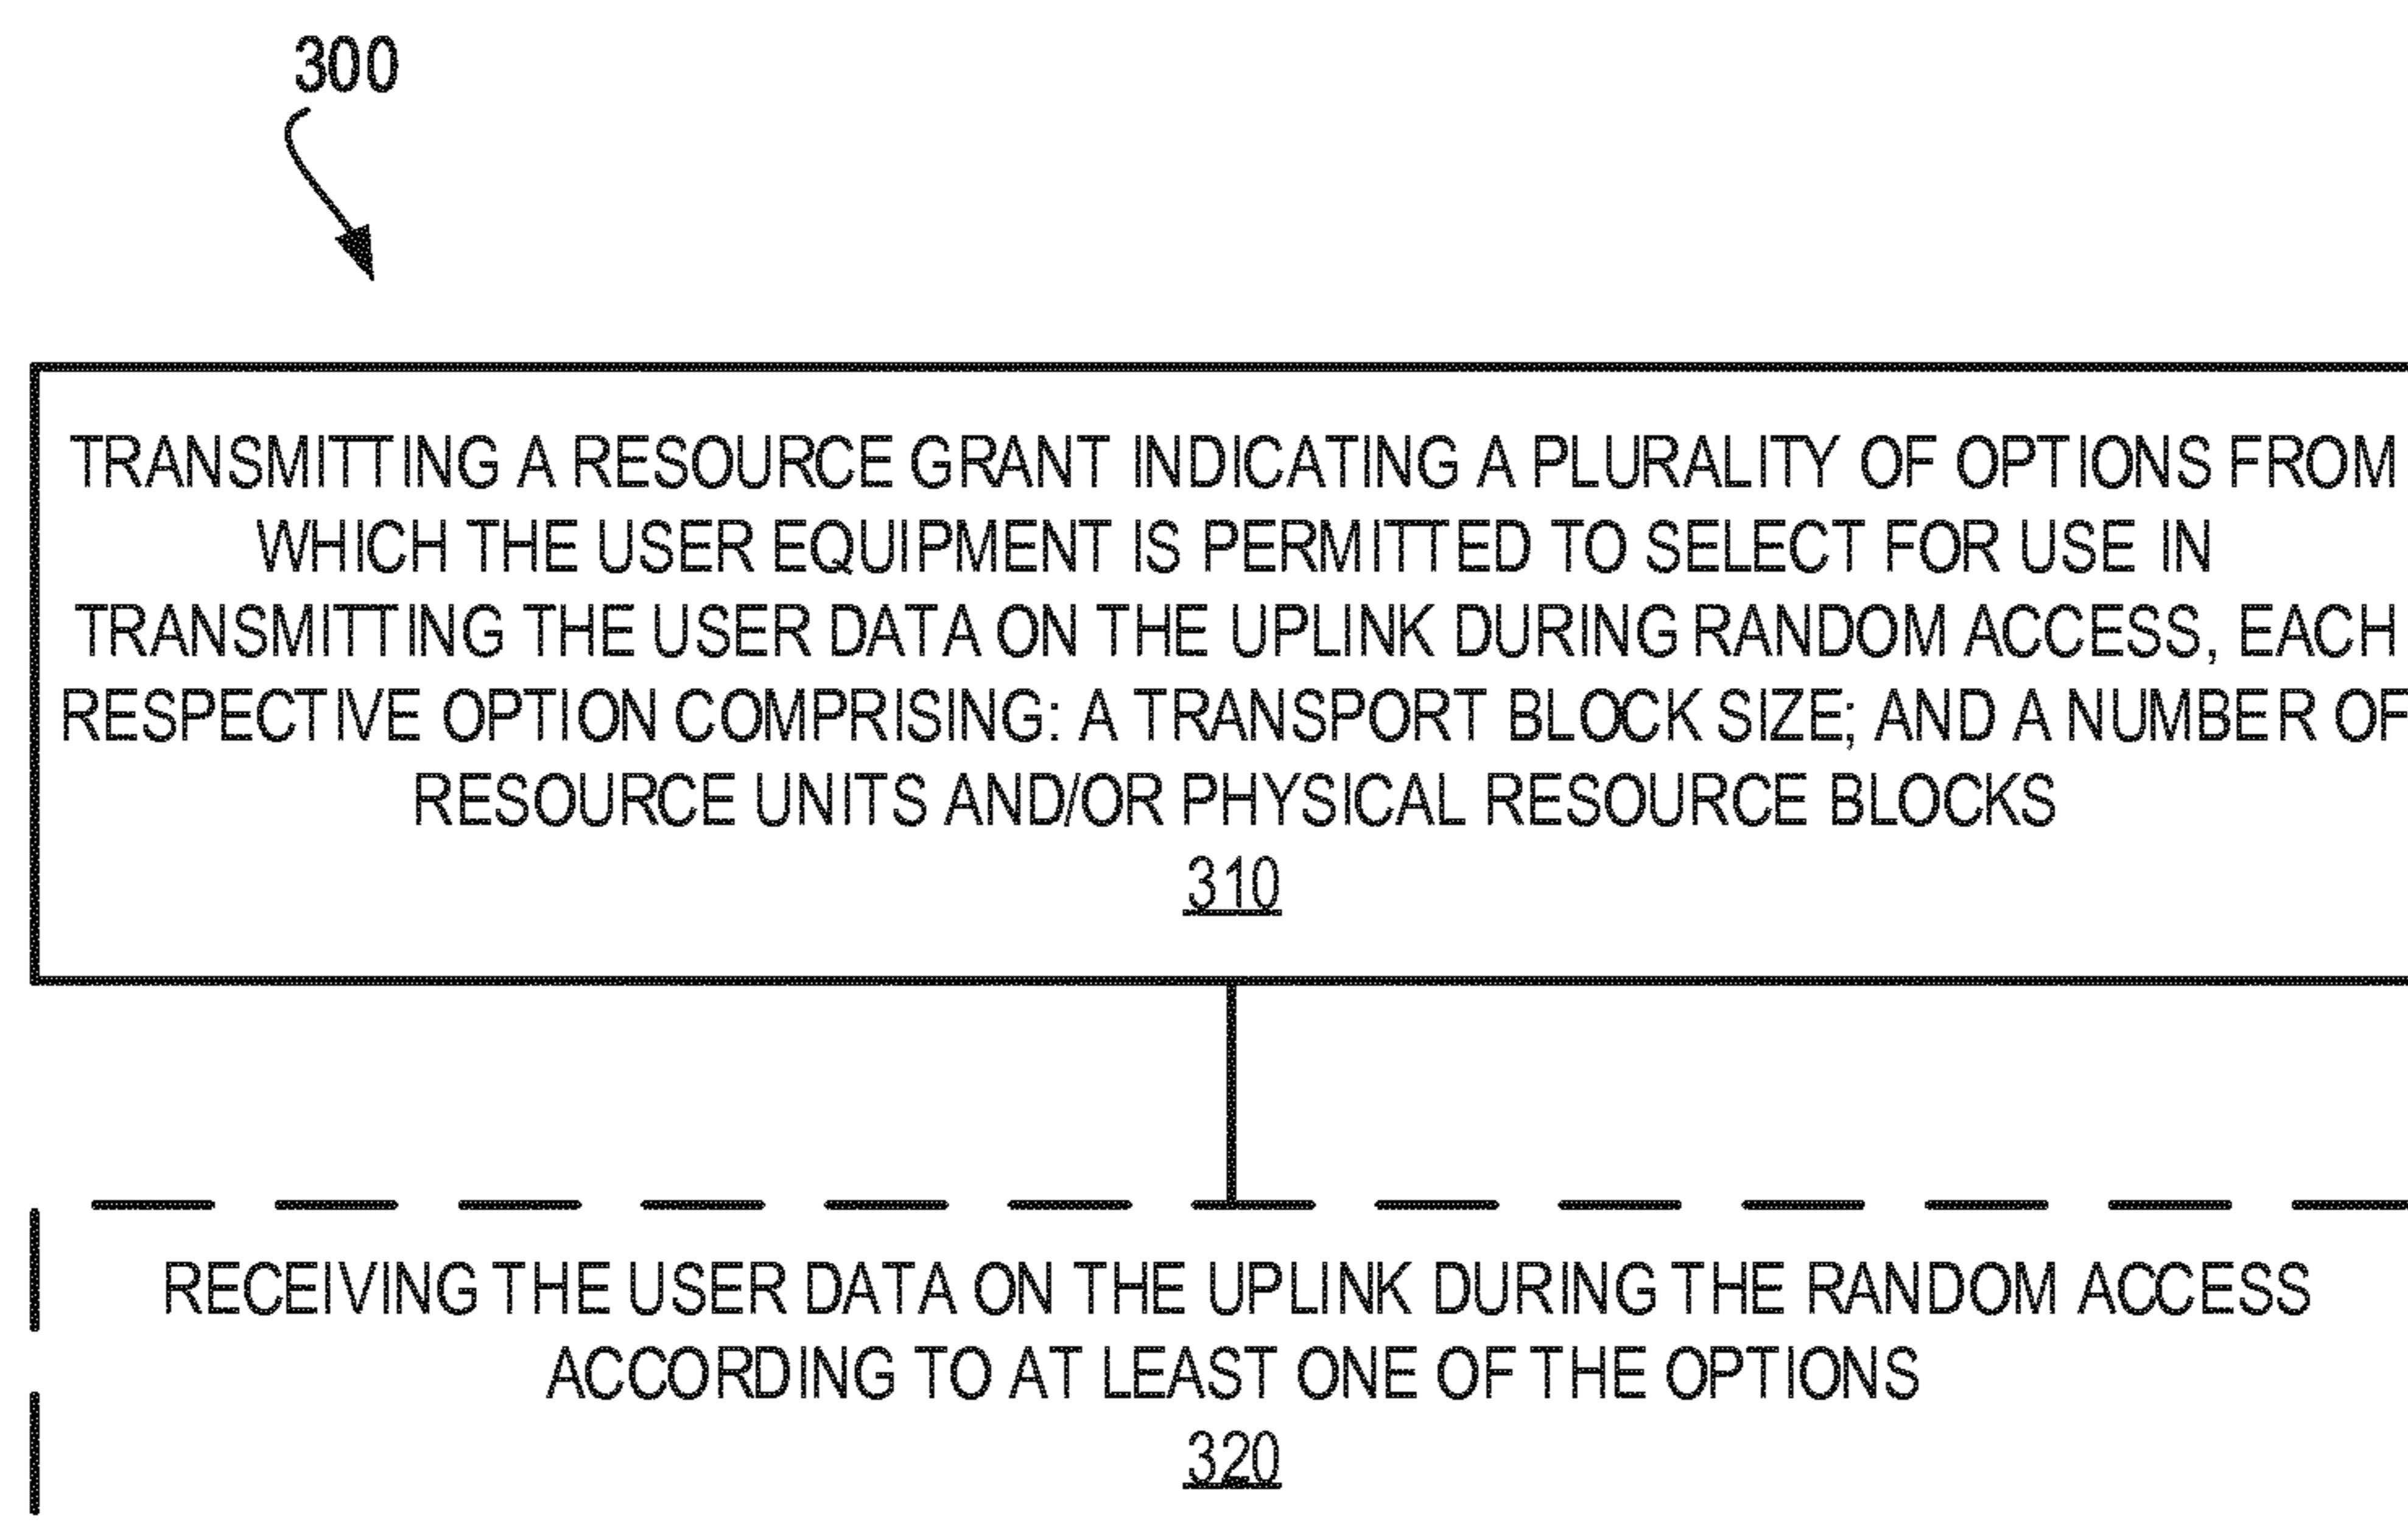 300
TRANSMITTING A RESOURCE GRANT INDICATING A PLURALITY OF OPTIONS FROM
WHICH THE USER EQUIPMENT IS PERMITTED TO SELECT FOR USE IN
TRANSMITTING THE USER DATA ON THE UPLINK DURING RANDOM ACCESS, EACH
RESPECTIVE OPTION COMPRISING: A TRANSPORT BLOCK SIZE; AND A NUMBER OF
RESOURCE UNITS AND/OR PHYSICAL RESOURCE BLOCKS
310
RECEIVING THE USER DATA ON THE UPLINK DURING THE RANDOM ACCESS
ACCORDING TO AT LEAST ONE OF THE OPTIONS
320